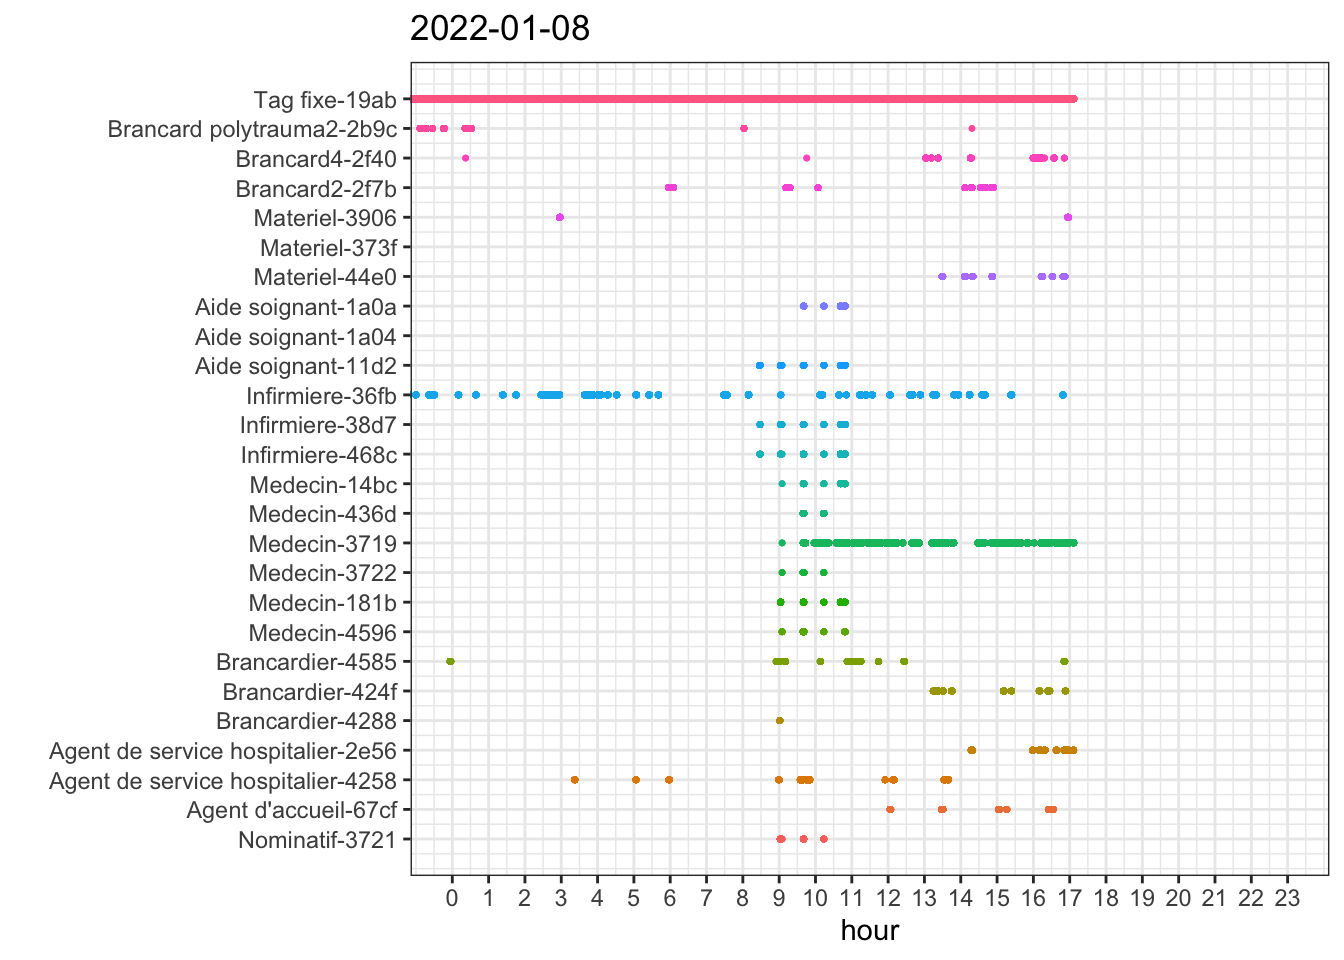 2022-01-08
Tag fixe-19ab
Brancard polytrauma2-2b9c
Brancard4-2f40
Brancard2-2f7b
Materiel-3906
Materiel-373f
Materiel-44e0
Aide soignant-1a0a
Aide soignant-1a04
Aide soignant-11d2
Infirmiere-36fb
Infirmiere-38d7
Infirmiere-468c
Medecin-14bc
Medecin-436d
Medecin-3719
Medecin-3722
Medecin-181b
Medecin-4596
Brancardier-4585
Brancardier-424f
Brancardier-4288
Agent de service hospitalier-2e56
Agent de service hospitalier-4258
Agent d'accueil-67cf
Nominatif-3721
0 1 2 3 4 5 6 7 8 9 10 11 12 13 14 15 16 17 18 19 20 21 22 23
hour